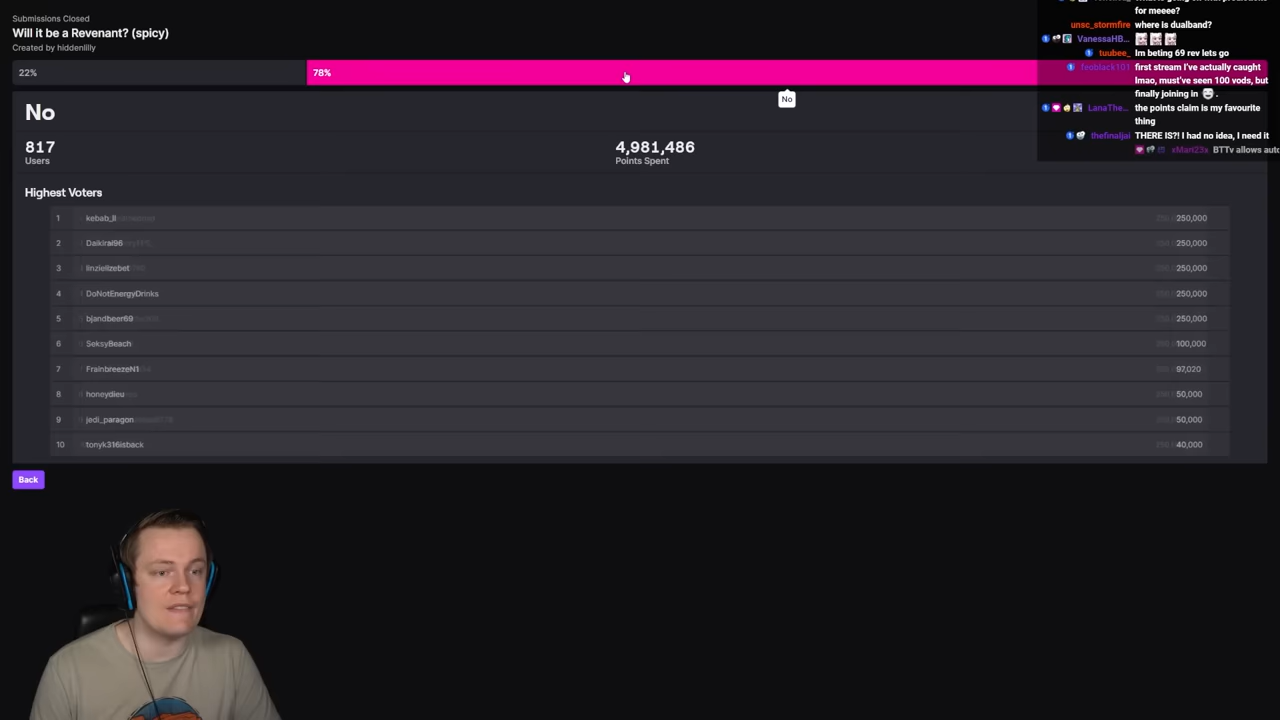 Submissions Closed
Will it be a Revenant? (spicy)
Created by hiddenlilly
22%
78%
No
No
817
Users
4,981,486
Points Spent
Highest Voters
1 kebab_ll 250,000
2 Daikiral96 250,000
3 linzielizebet 250,000
4 DoNotEnergyDrinks 250,000
5 bjandbeer69 250,000
6 SeksyBeach 100,000
7 FrainbreezeN1 97,020
8 honeydieu 50,000
9 jedi_paragon 50,000
10 tonyk316isback 40,000
Back
for meeee?
unsc_stormfire where is dualband?
VanessaHB...
tuubee_ Im beting 69 rev lets go
feoblack101 first stream I've actually caught
lmao, must've seen 100 vods, but
finally joining in
LanaThe... the points claim is my favourite
thing
thefinaljai THERE IS?! I had no idea, I need it
xMari23x BTTv allows auto